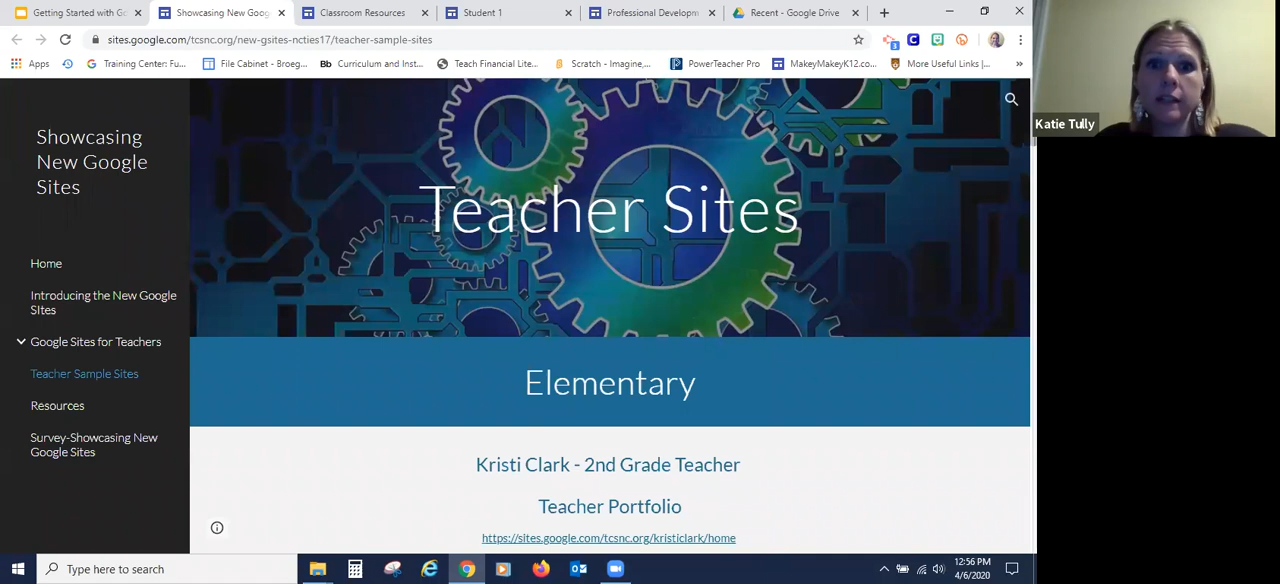 Getting Started with Go
Showcasing New Goog
Classroom Resources
Student 1
Professional Developm
Recent - Google Drive
sites.google.com/tcsnc.org/new-gsites-ncties17/teacher-sample-sites
3
Apps
Training Center: Fu...
File Cabinet - Broeg...
Bb Curriculum and Inst...
Teach Financial Lite...
Scratch - Imagine,...
PowerTeacher Pro
MakeyMakeyK12.co...
More Useful Links |...
Katie Tully
Showcasing
New Google
Sites
Home
Introducing the New Google
Sites
Google Sites for Teachers
Teacher Sample Sites
Resources
Survey-Showcasing New
Google Sites
Teacher Sites
Elementary
Kristi Clark - 2nd Grade Teacher
Teacher Portfolio
https://sites.google.com/tcsnc.org/kristiclark/home
Type here to search
12:56 PM
4/6/2020